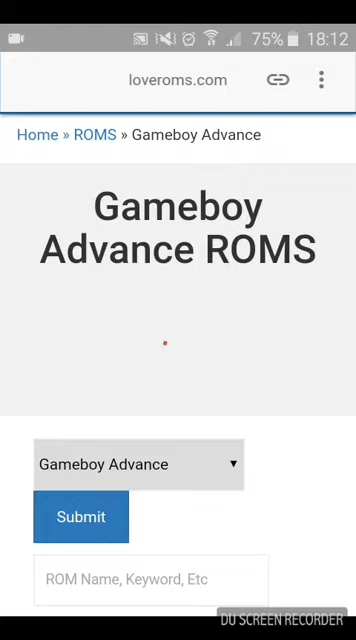 75% 18:12
loveroms.com
Home » ROMS » Gameboy Advance
Gameboy
Advance ROMS
Gameboy Advance
Submit
ROM Name, Keyword, Etc
DU SCREEN RECORDER